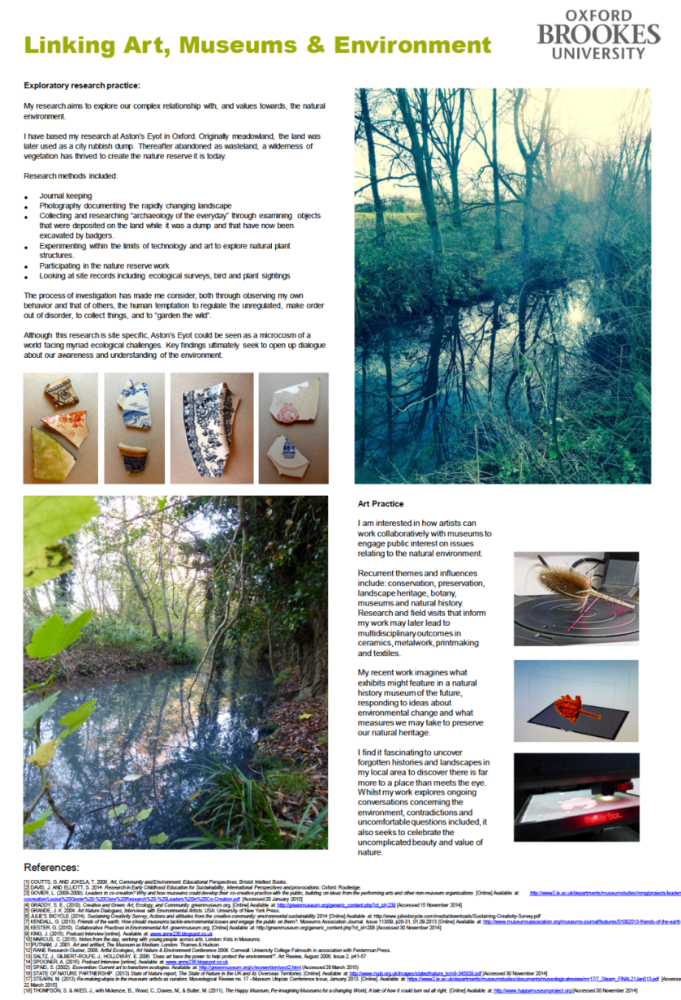 OXFORD
BROOKES
UNIVERSITY
Linking Art, Museums & Environment
Exploratory research practice:
My research aims to explore our complex relationship with, and values towards, the natural
environment.
I have based my research at Aston's Eyot in Oxford. Originally meadowland, the land was
later used as a city rubbish dump. Thereafter abandoned as wasteland, a wilderness of
vegetation has thrived to create the nature reserve it is today.
Research methods included:
• Journal keeping
• Photography documenting the rapidly changing landscape
• Collecting and researching "archaeology of the everyday" through examining objects
that were deposited on the land while it was a dump and that have now been
excavated by badgers.
• Experimenting within the limits of technology and art to explore natural plant
structures.
• Participating in the nature reserve work
• Looking at site records including ecological surveys, bird and plant sightings
The process of investigation has made me consider, both through observing my own
behavior and that of others, the human temptation to regulate the unregulated, make order
out of disorder, to collect things, and to "garden the wild".
Although this research is site specific, Aston's Eyot could be seen as a microcosm of a
world facing myriad ecological challenges. Key findings ultimately seek to open up dialogue
about our awareness and understanding of the environment.
Art Practice
I am interested in how artists can
work collaboratively with museums to
engage public interest on issues
relating to the natural environment.
Recurrent themes and influences
include: conservation, preservation,
landscape heritage, botany,
museums and natural history.
Research and field visits that inform
my work may later lead to
multidisciplinary outcomes in
ceramics, metalwork, printmaking
and textiles.
My recent work imagines what
exhibits might feature in a natural
history museum of the future,
responding to ideas about
environmental change and what
measures we may take to preserve
our natural heritage.
I find it fascinating to uncover
forgotten histories and landscapes in
my local area to discover there is far
more to a place than meets the eye.
Whilst my work explores ongoing
conversations concerning the
environment, contradictions and
uncomfortable questions included, it
also seeks to celebrate the
uncomplicated beauty and value of
nature.
MakerBot
References:
[1] COUTTS, G. AND JOKELA, T. 2008. Art, Community and Environment: Educational Perspectives. Bristol: Intellect Books.
[2] DAVIS, J. AND ELLIOTT, S. 2014. Research in Early Childhood Education for Sustainability, International Perspectives and provocations. Oxford: Routledge.
[3] GOVIER, L. (2008-2009). Leaders in co-creation? Why and how museums could develop their co-creative practice with the public, building on ideas from the performing arts and other non-museum organisations. [Online] Available at: http://www2.le.ac.uk/departments/museumstudies/rcmg/projects/leaders
[Accessed 20 January 2015]
[4] GRADDY, S. E., (2010). Creative and Green: Art, Ecology, and Community. greenmuseum.org. [Online] Available at: http://greenmuseum.org/generic_content.php?ct_id=238 [Accessed 15 November 2014]
[5] GRANDE, J. K. 2004. Art Nature Dialogues, Interviews with Environmental Artists. USA: University of New York Press.
[6] JULIE'S BICYCLE (2014). Sustaining Creativity Survey, Actions and attitudes from the creative community: environmental sustainability 2014 [Online] Available at: http://www.juliesbicycle.com/media/downloads/Sustaining-Creativity-Survey.pdf
[7] KENDALL, G. (2013). Friends of the earth; How should museums tackle environmental issues and engage the public on them?. Museums Association Journal. Issue 113/09, p28-31, 01.09.2013 [Online] Available at: http://www.museumsassociation.org/museums-journal/features/01092013-friends-of-the-earth
[8] KESTER, G. (2010). Collaborative Practices in Environmental Art. greenmuseum.org. [Online] Available at: http://greenmuseum.org/generic_content.php?ct_id=208 [Accessed 30 November 2014]
[9] KING, J. (2015). Podcast Interview [online]. Available at: www.anne236.blogspot.co.uk
[10] MARCUS, C. (2015). Notes from the day, working with young people across arts. London: Kids in Museums.
[11] PUTNAM, J. 2001. Art and artifact, The Museum as Medium. London: Thames & Hudson.
[12] RANE Research Cluster, 2008. Artful Ecologies, Art Nature & Environment Conference 2006. Cornwall: University College Falmouth in association with Festerman Press.
[13] SALTZ, J., GILBERT-ROLFE, J., HOLLOWAY, E. 2006. 'Does art have the power to help protect the environment?', Art Review, August 2006, Issue 2, p41-57
[14] SPOONER, A. (2015). Podcast Interview [online]. Available at: www.anne236.blogspot.co.uk
[15] SPAID, S. (2002). Ecovention: Current art to transform ecologies. Available at: http://greenmuseum.org/c/ecovention/sect2.html (Accessed 28 March 2015)
[16] STATE OF NATURE PARTNERSHIP. (2013) State of Nature report, The State of Nature in the UK and its Overseas Territories. [Online]. Available at: http://www.rspb.org.uk/images/stateofnature_tcm9-345839.pdf [Accessed 30 November 2014]
[17] STEARN, M. (2013) Re-making utopia in the museum: artists as curators. Museological Review no. 17 –Museum Utopias Conference Issue, January 2013. [Online]. Available at: [Accessed
22 March 2015]
[18] THOMPSON, S. & AKED, J., with Mckenzie, B., Wood, C., Davies, M., & Butler, M. (2011). The Happy Museum, Re-imagining Museums for a changing World, A tale of how it could turn out all right. [Online] Available at: http://www.happymuseumproject.org/ [Accessed November 2014]